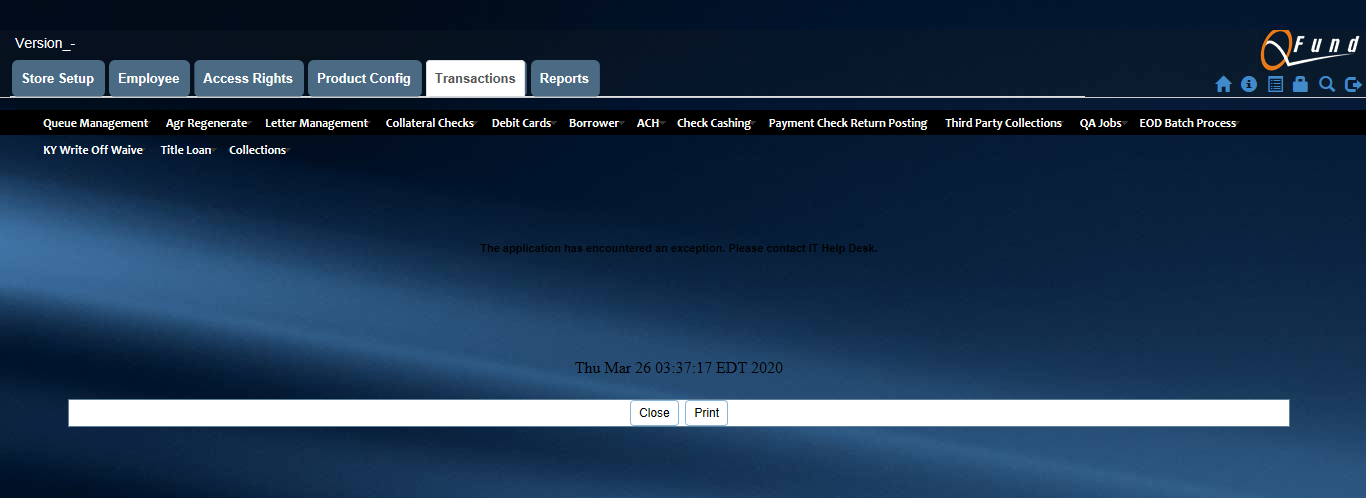 Version_-
QFund
Store Setup Employee Access Rights Product Config Transactions Reports
Queue Management Agr Regenerate Letter Management Collateral Checks Debit Cards Borrower ACH Check Cashing Payment Check Return Posting Third Party Collections QA Jobs EOD Batch Process
KY Write Off Waive Title Loan Collections
The application has encountered an exception. Please contact IT Help Desk.
Thu Mar 26 03:37:17 EDT 2020
Close Print